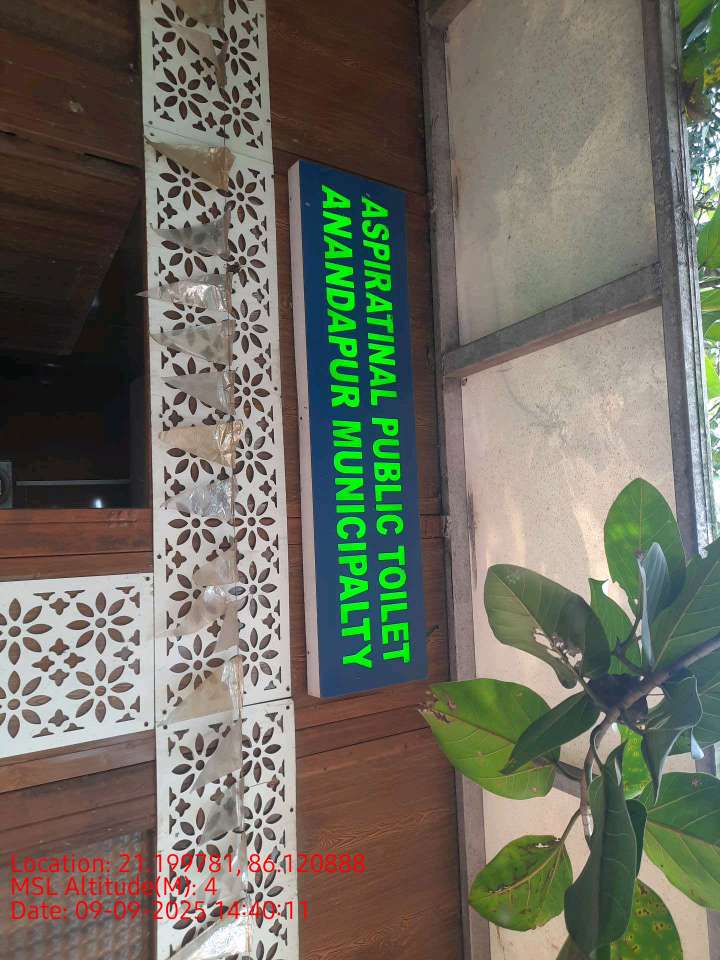 ASPIRATINAL PUBLIC TOILET
ANANDAPUR MUNICIPALTY
Location: 21.199781, 86.120888
MSL Altitude(M): 4
Date: 09-09-2025 14:40:11